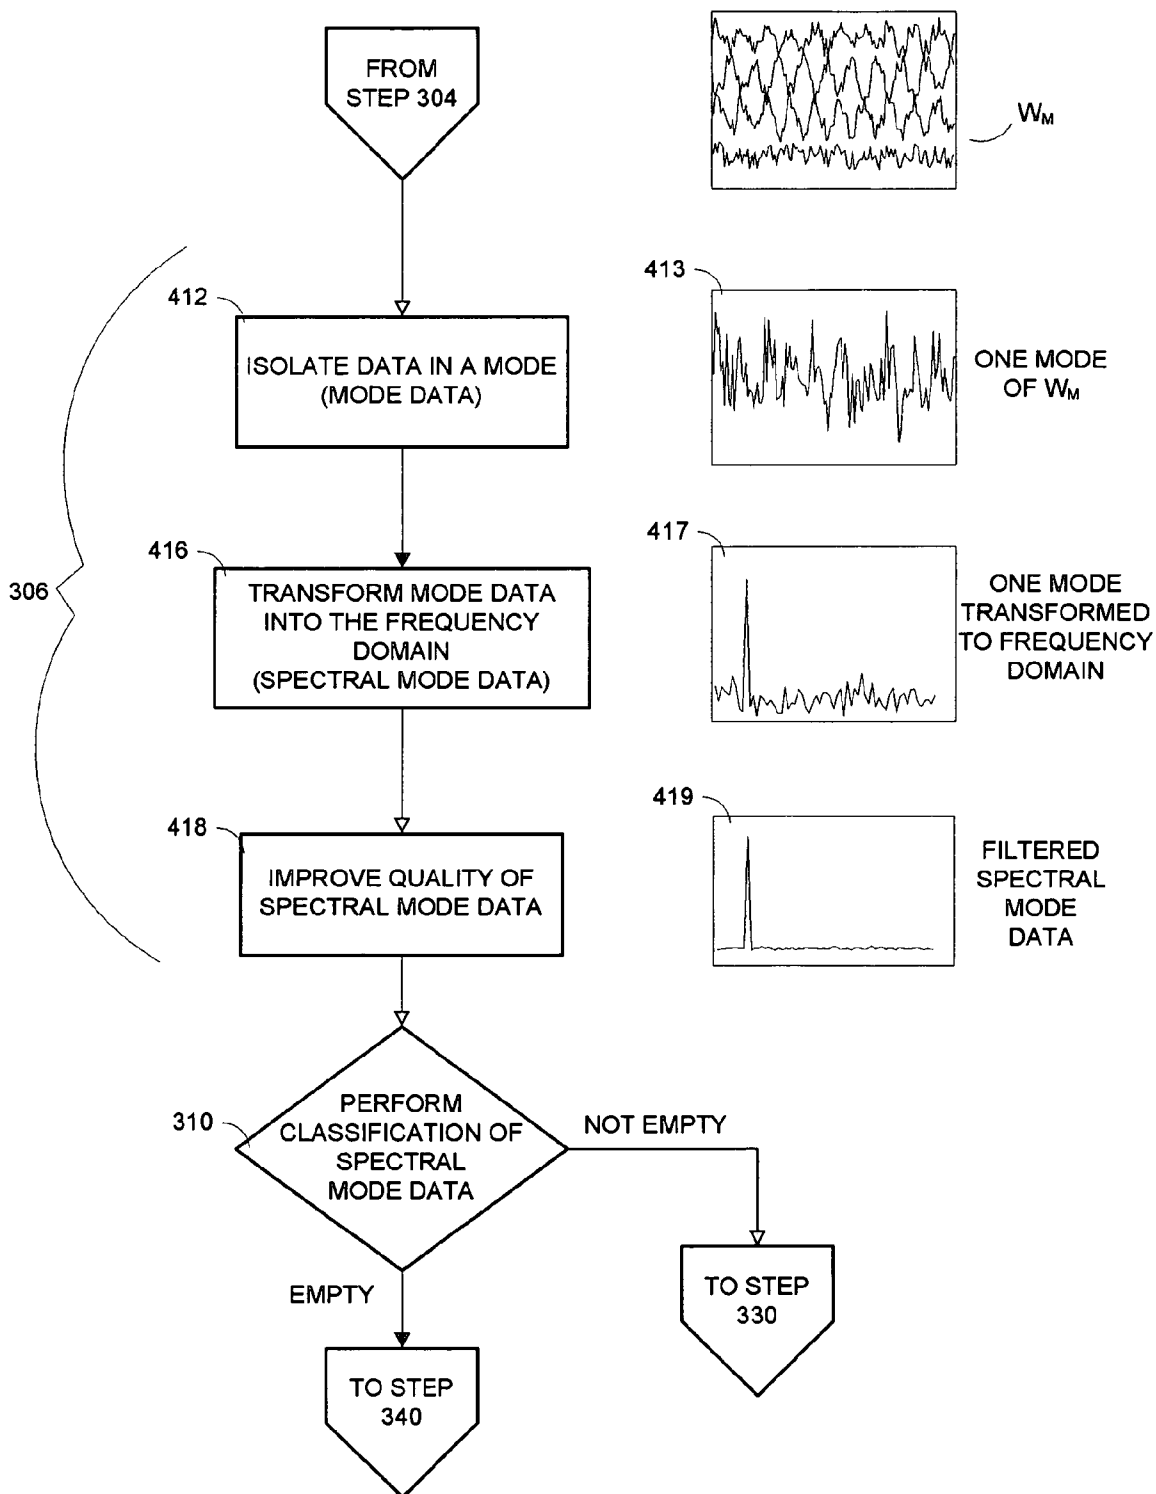 FROM
STEP 304
W_M
412
ISOLATE DATA IN A MODE
(MODE DATA)
413
ONE MODE
OF W_M
306
416
TRANSFORM MODE DATA
INTO THE FREQUENCY
DOMAIN
(SPECTRAL MODE DATA)
417
ONE MODE
TRANSFORMED
TO FREQUENCY
DOMAIN
418
IMPROVE QUALITY OF
SPECTRAL MODE DATA
419
FILTERED
SPECTRAL
MODE
DATA
310
PERFORM
CLASSIFICATION OF
SPECTRAL
MODE DATA
NOT EMPTY
EMPTY
TO STEP
330
TO STEP
340